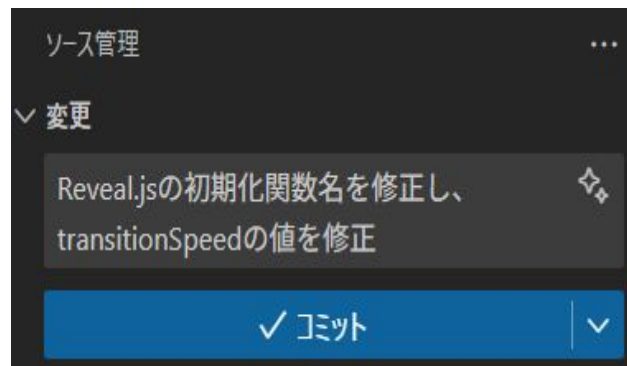 ソース管理
変更
Reveal.jsの初期化関数名を修正し、
transitionSpeedの値を修正
コミット